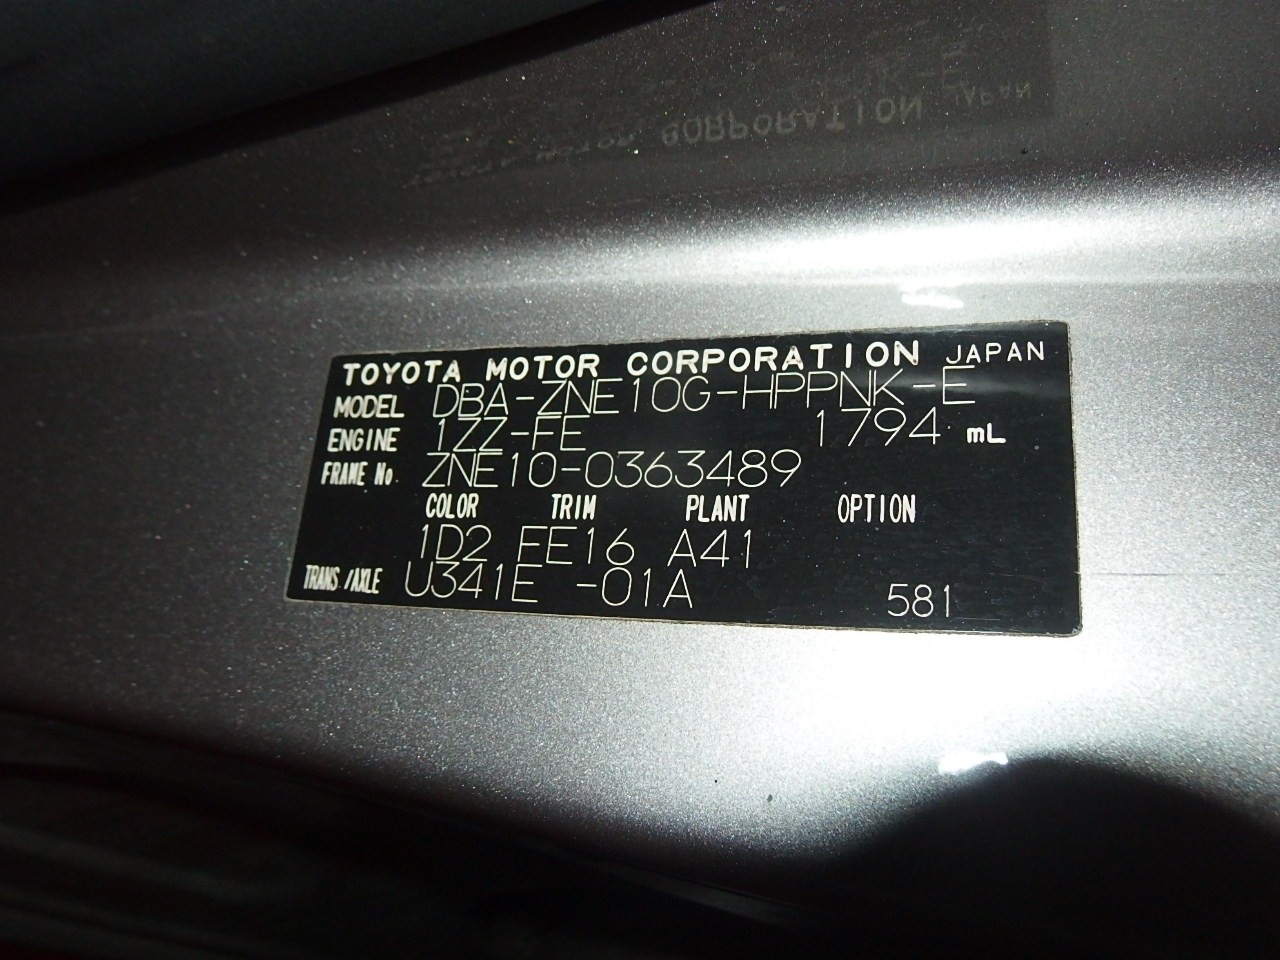 TOYOTA MOTOR CORPORATION JAPAN
MODEL DBA-ZNE10G-HPPNK-E
ENGINE 1ZZ-FE 1794 mL
FRAME No. ZNE10-0363489
COLOR TRIM PLANT OPTION
1D2 FE16 A41
TRANS./AXLE U341E -01A 581